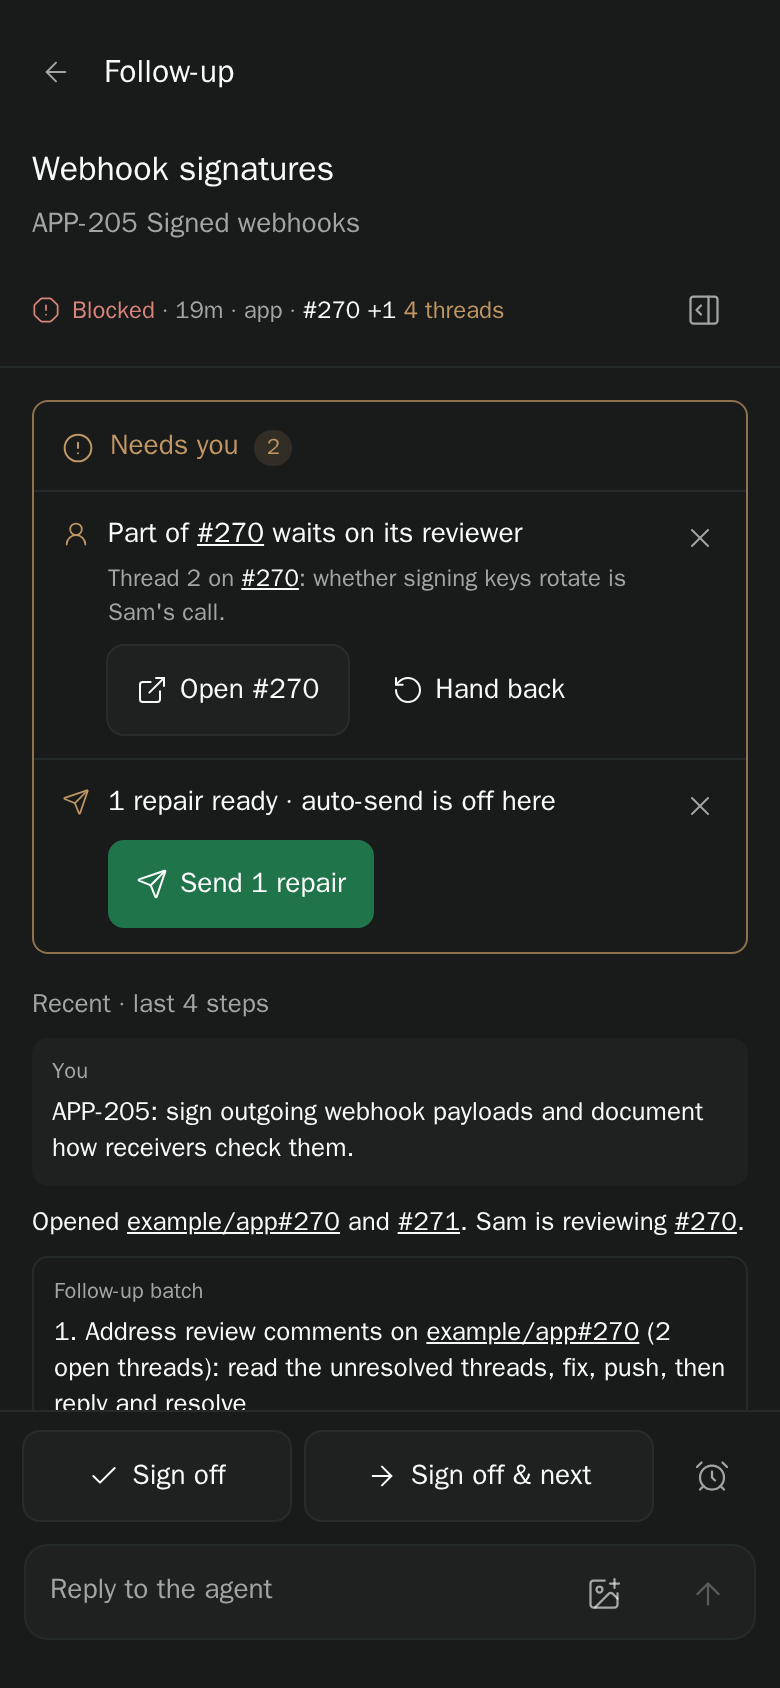 Follow-up
Webhook signatures
APP-205 Signed webhooks
Blocked · 19m · app · #270 +1 4 threads
Needs you 2
Part of #270 waits on its reviewer
Thread 2 on #270: whether signing keys rotate is
Sam's call.
Open #270
Hand back
1 repair ready · auto-send is off here
Send 1 repair
Recent · last 4 steps
You
APP-205: sign outgoing webhook payloads and document
how receivers check them.
Opened example/app#270 and #271. Sam is reviewing #270.
Follow-up batch
1. Address review comments on example/app#270 (2
open threads): read the unresolved threads, fix, push, then
reply and resolve
Sign off
Sign off & next
Reply to the agent